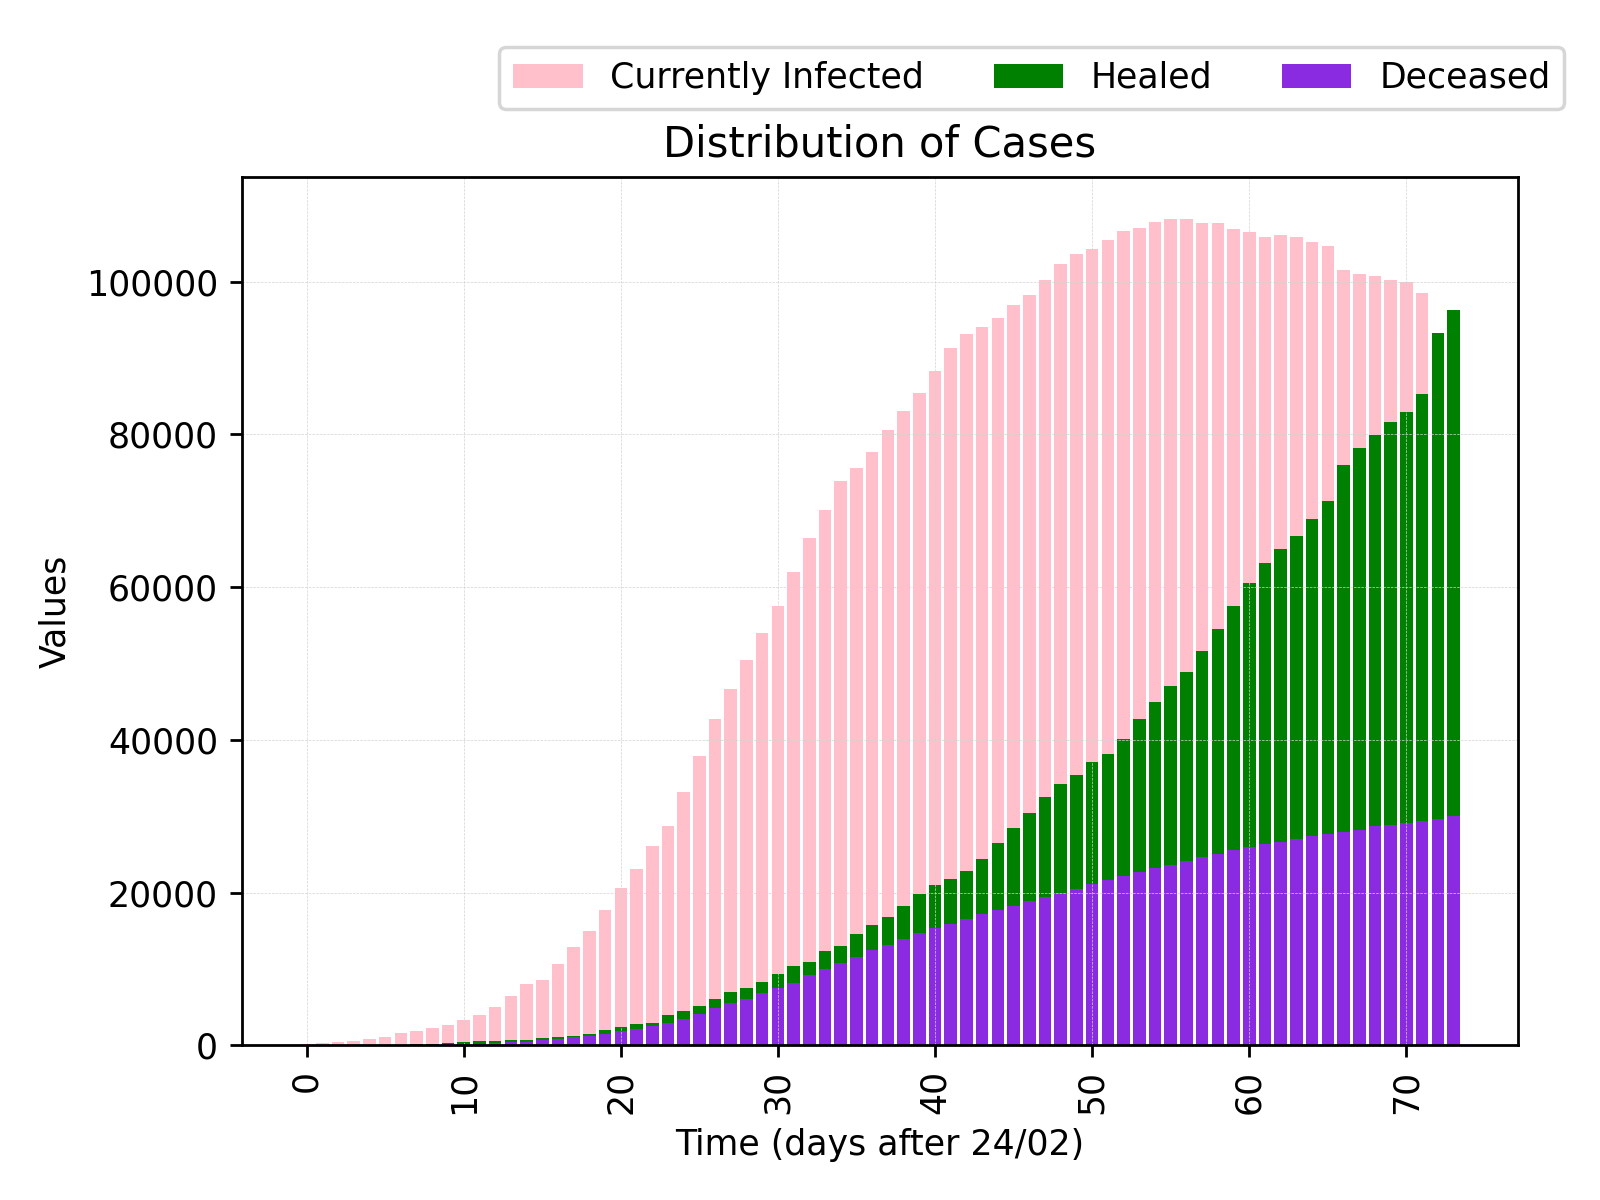 Currently Infected Healed Deceased
Distribution of Cases
100000
80000
60000
40000
20000
0
Values
0 10 20 30 40 50 60 70
Time (days after 24/02)